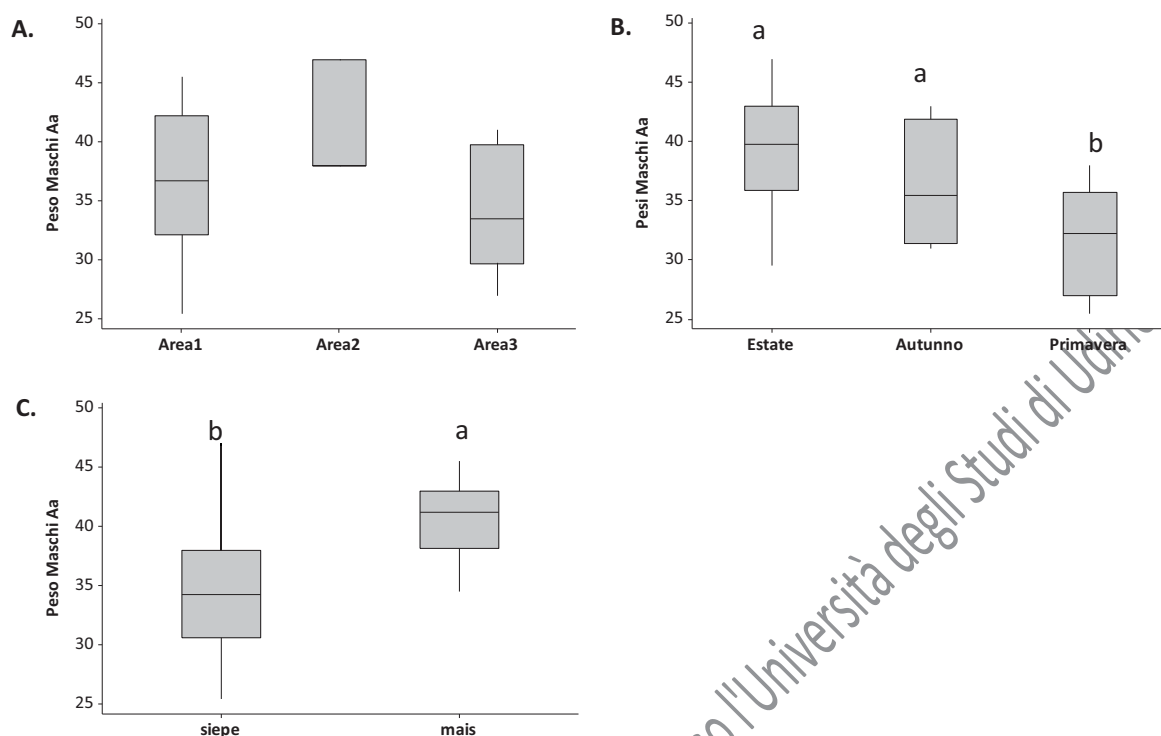 A.
Peso Maschi Aa
50
45
40
35
30
25
Area1 Area2 Area3
B.
Pesi Maschi Aa
50
45
40
35
30
25
a
a
b
Estate Autunno Primavera
C.
Peso Maschi Aa
50
45
40
35
30
25
b
a
siepe mais
l'Università degli Studi di